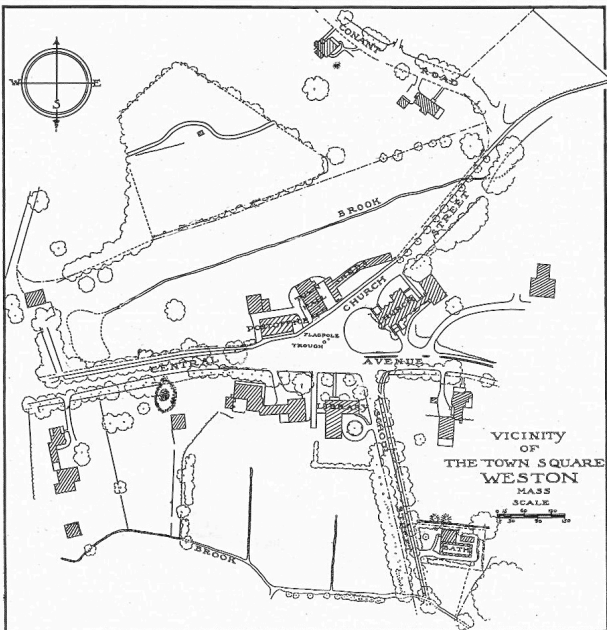 W E
S
CONANT
ROAD
BROOK
STREET
CHURCH
POST OFFICE
FLAGPOLE
TROUGH
CENTRAL
AVENUE
LIBRARY
VICINITY
OF
THE TOWN SQUARE
WESTON
MASS
SCALE
BATH
BROOK